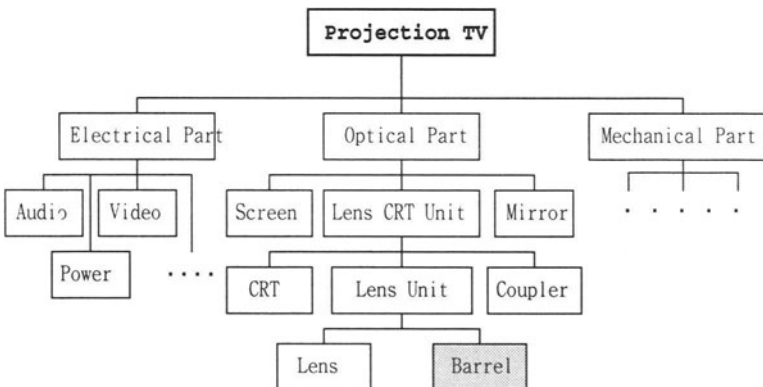 Projection TV
Electrical Part
Optical Part
Mechanical Part
Audio
Video
Screen
Lens CRT Unit
Mirror
. . . . .
Power
....
CRT
Lens Unit
Coupler
Lens
Barrel